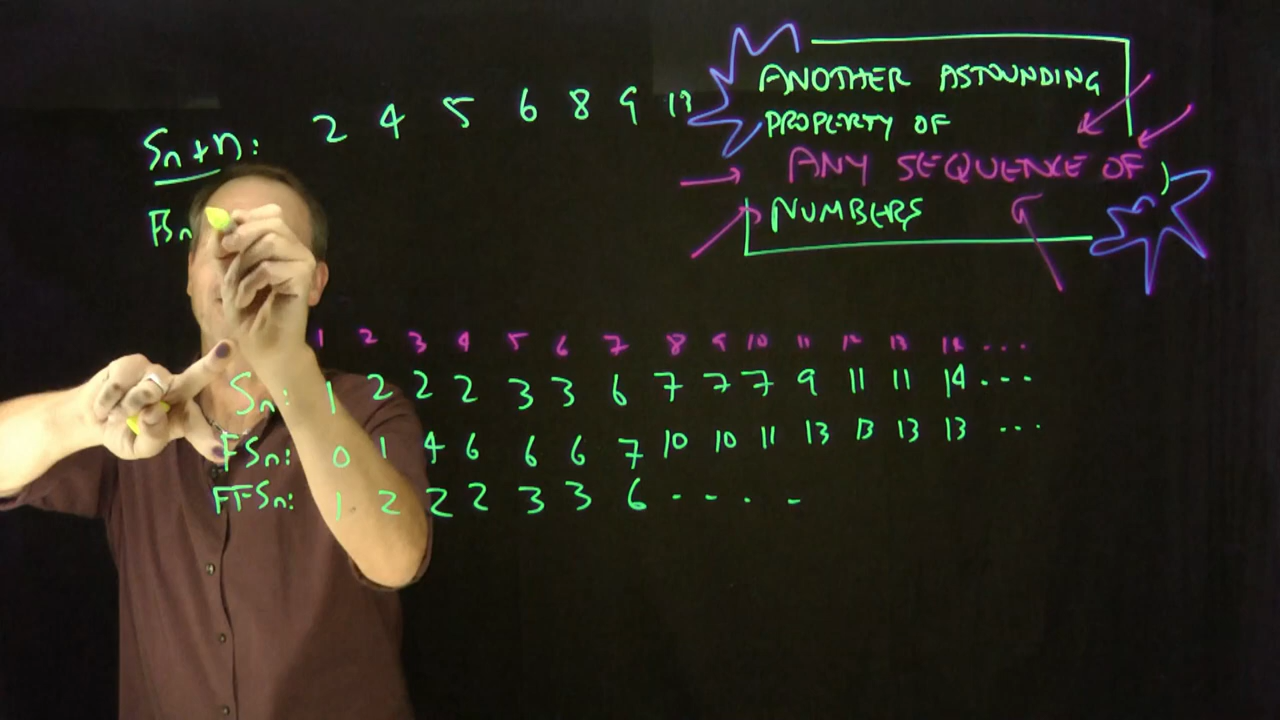 ANOTHER ASTOUNDING
PROPERTY OF
ANY SEQUENCE OF
NUMBERS
Sn+n: 2 4 5 6 8 9 13
FSn
1 2 3 4 5 6 7 8 9 10 11 12 13 14 ...
Sn: 1 2 2 2 3 3 6 7 7 7 9 11 11 14 ...
FSn: 0 1 4 6 6 6 7 10 10 11 13 13 13 13 ...
FFSn: 1 2 2 2 3 3 6 ....